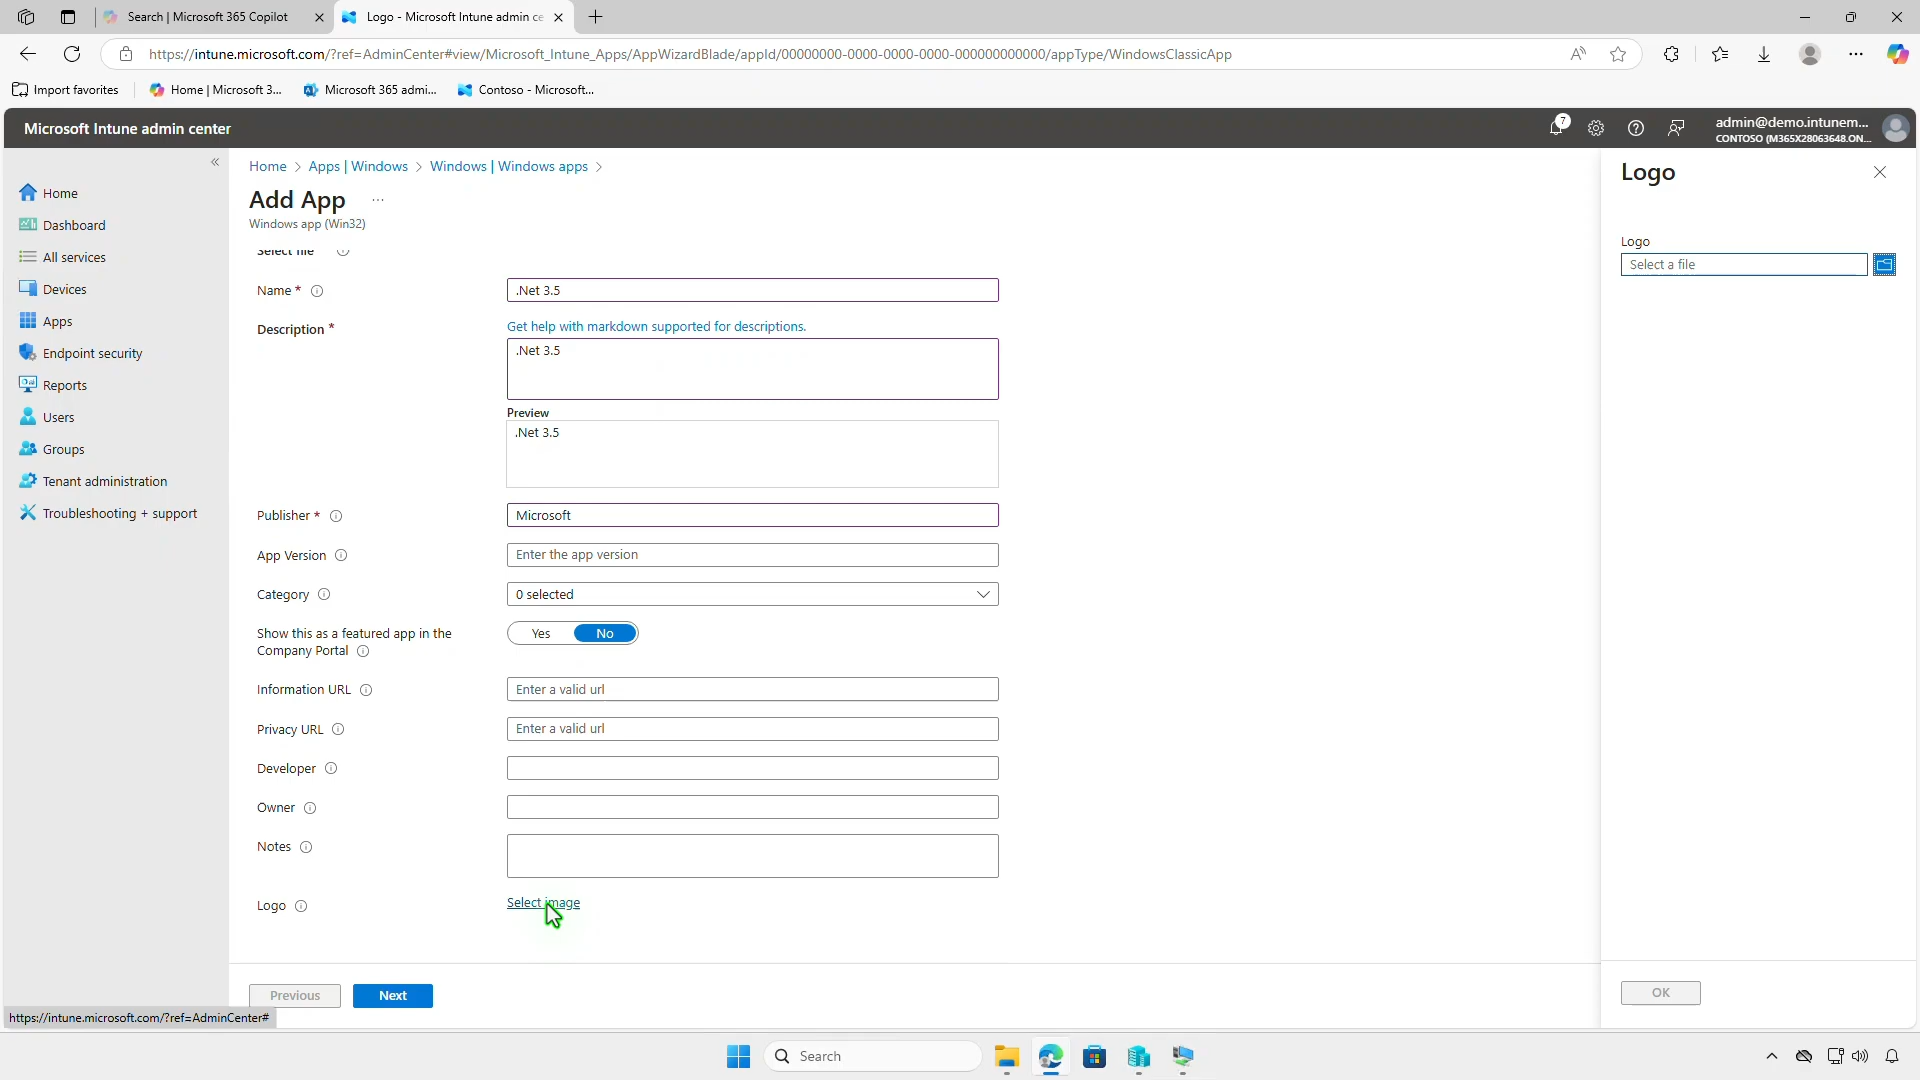 Search | Microsoft 365 Copilot
Logo - Microsoft Intune admin ce
https://intune.microsoft.com/?ref=AdminCenter#view/Microsoft_Intune_Apps/AppWizardBlade/appId/00000000-0000-0000-0000-000000000000/appType/WindowsClassicApp
Import favorites
Home | Microsoft 3...
Microsoft 365 admi...
Contoso - Microsoft...
Microsoft Intune admin center
7
admin@demo.intunem...
CONTOSO (M365X28063648.ON...
Home
Dashboard
All services
Devices
Apps
Endpoint security
Reports
Users
Groups
Tenant administration
Troubleshooting + support
Home > Apps | Windows > Windows | Windows apps >
Add App ...
Windows app (Win32)
Select file
Name *
.Net 3.5
Description *
Get help with markdown supported for descriptions.
.Net 3.5
Preview
.Net 3.5
Publisher *
Microsoft
App Version
Enter the app version
Category
0 selected
Show this as a featured app in the
Company Portal
Yes
No
Information URL
Enter a valid url
Privacy URL
Enter a valid url
Developer
Owner
Notes
Logo
Select image
Previous
Next
Logo
Logo
Select a file
OK
https://intune.microsoft.com/?ref=AdminCenter#
Search